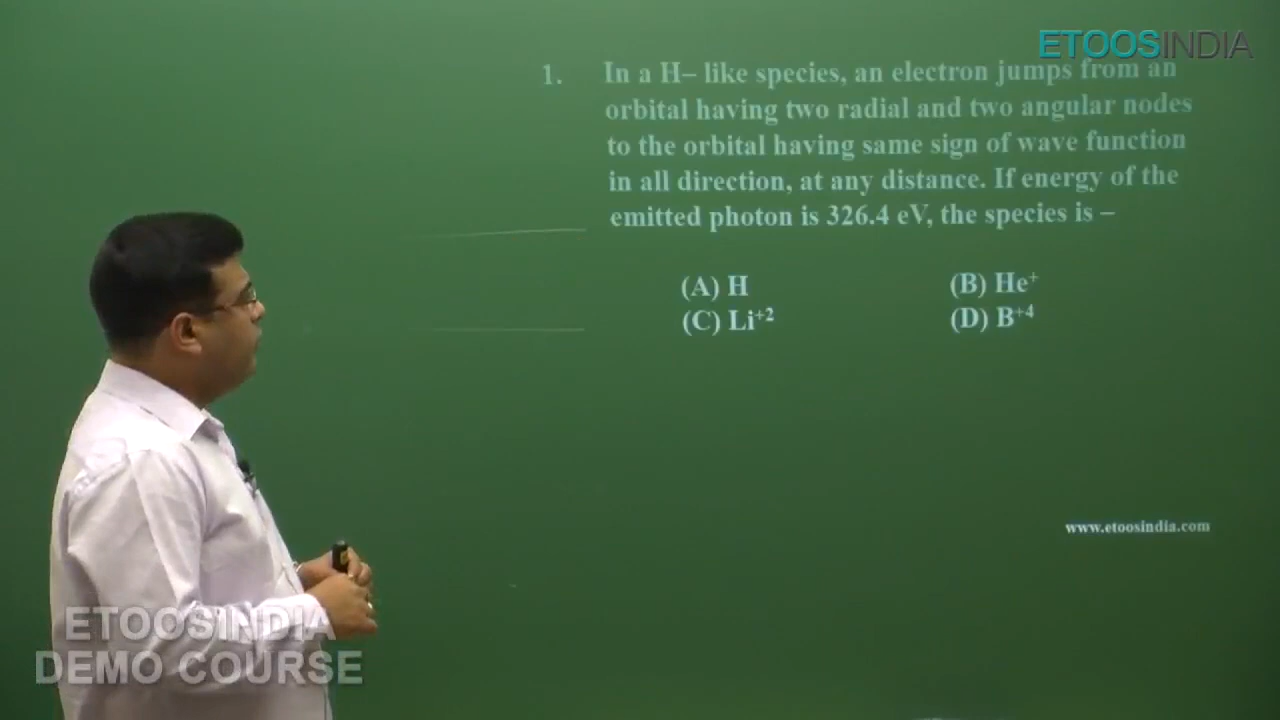 ETOOSINDIA
1. In a H– like species, an electron jumps from an
orbital having two radial and two angular nodes
to the orbital having same sign of wave function
in all direction, at any distance. If energy of the
emitted photon is 326.4 eV, the species is –
(A) H (B) He⁺
(C) Li⁺² (D) B⁺⁴
www.etoosindia.com
ETOOSINDIA
DEMO COURSE